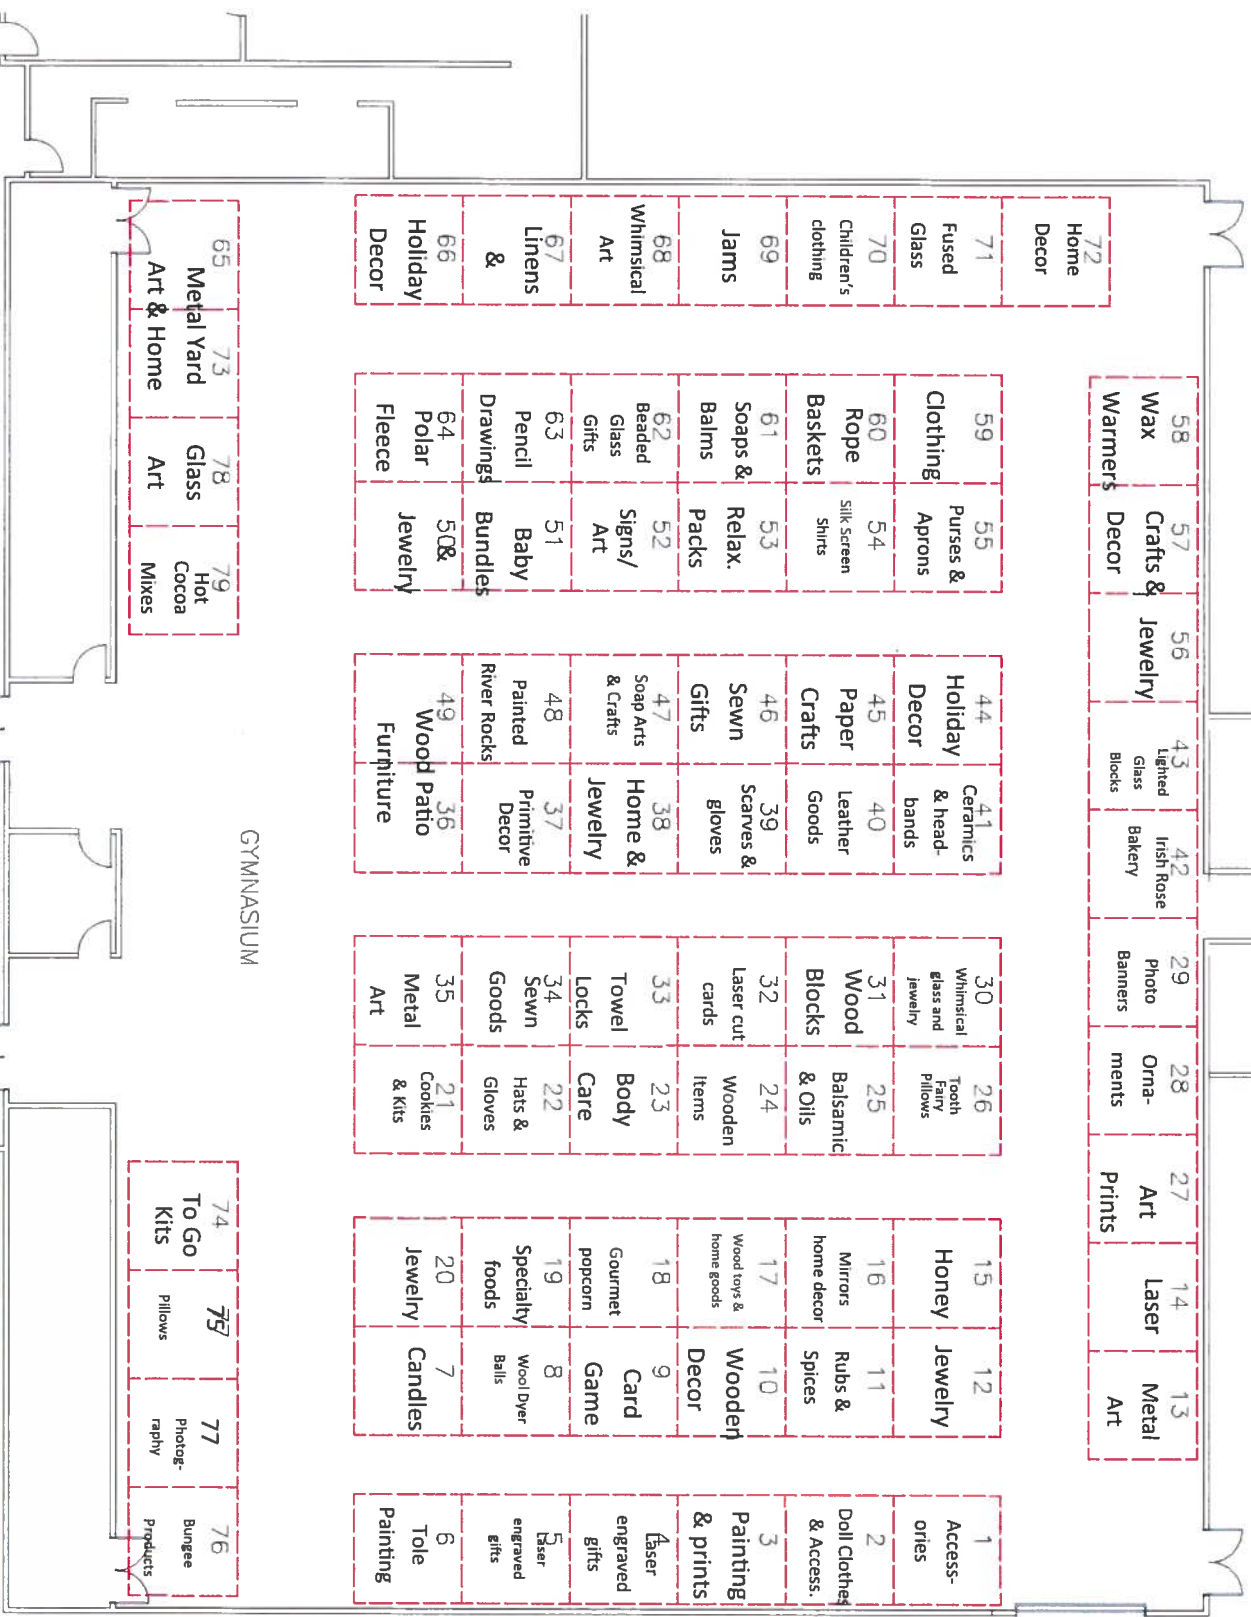 72
Home
Decor
71
Fused
Glass
70
Children's
clothing
69
Jams
68
Whimsical
Art
67
Linens
&
66
Holiday
Decor
58
Wax
Warmers
57
Crafts &
Decor
56
Jewelry
43
Lighted
Glass
Blocks
42
Irish Rose
Bakery
29
Photo
Banners
28
Orna-
ments
27
Art
Prints
14
Laser
13
Metal
Art
59
Clothing
55
Purses &
Aprons
60
Rope
Baskets
54
Silk Screen
Shirts
61
Soaps &
Balms
53
Relax.
Packs
62
Beaded
Glass
Gifts
52
Signs/
Art
63
Pencil
Drawings
51
Baby
Bundles
64
Polar
Fleece
50&
Jewelry
44
Holiday
Decor
41
Ceramics
& head-
bands
45
Paper
Crafts
40
Leather
Goods
46
Sewn
Gifts
39
Scarves &
gloves
47
Soap Arts
& Crafts
38
Home &
Jewelry
48
Painted
River Rocks
37
Primitive
Decor
49 36
Wood Patio
Furniture
30
Whimsical
glass and
jewelry
26
Tooth
Fairy
Pillows
31
Wood
Blocks
25
Balsamic
& Oils
32
Laser cut
cards
24
Wooden
Items
33
Towel
Locks
23
Body
Care
34
Sewn
Goods
22
Hats &
Gloves
35
Metal
Art
21
Cookies
& Kits
15
Honey
12
Jewelry
16
Mirrors
home decor
11
Rubs &
Spices
17
Wood toys &
home goods
10
Wooden
Decor
18
Gourmet
popcorn
9
Card
Game
19
Specialty
foods
8
Wool Dyer
Balls
20
Jewelry
7
Candles
1
Access-
ories
2
Doll Clothes
& Access.
3
Painting
& prints
4
Laser
engraved
gifts
5
Laser
engraved
gifts
6
Tole
Painting
GYMNASIUM
65 73
Metal Yard
Art & Home
78
Glass
Art
79
Hot
Cocoa
Mixes
74
To Go
Kits
75
Pillows
77
Photog-
raphy
76
Bungee
Products